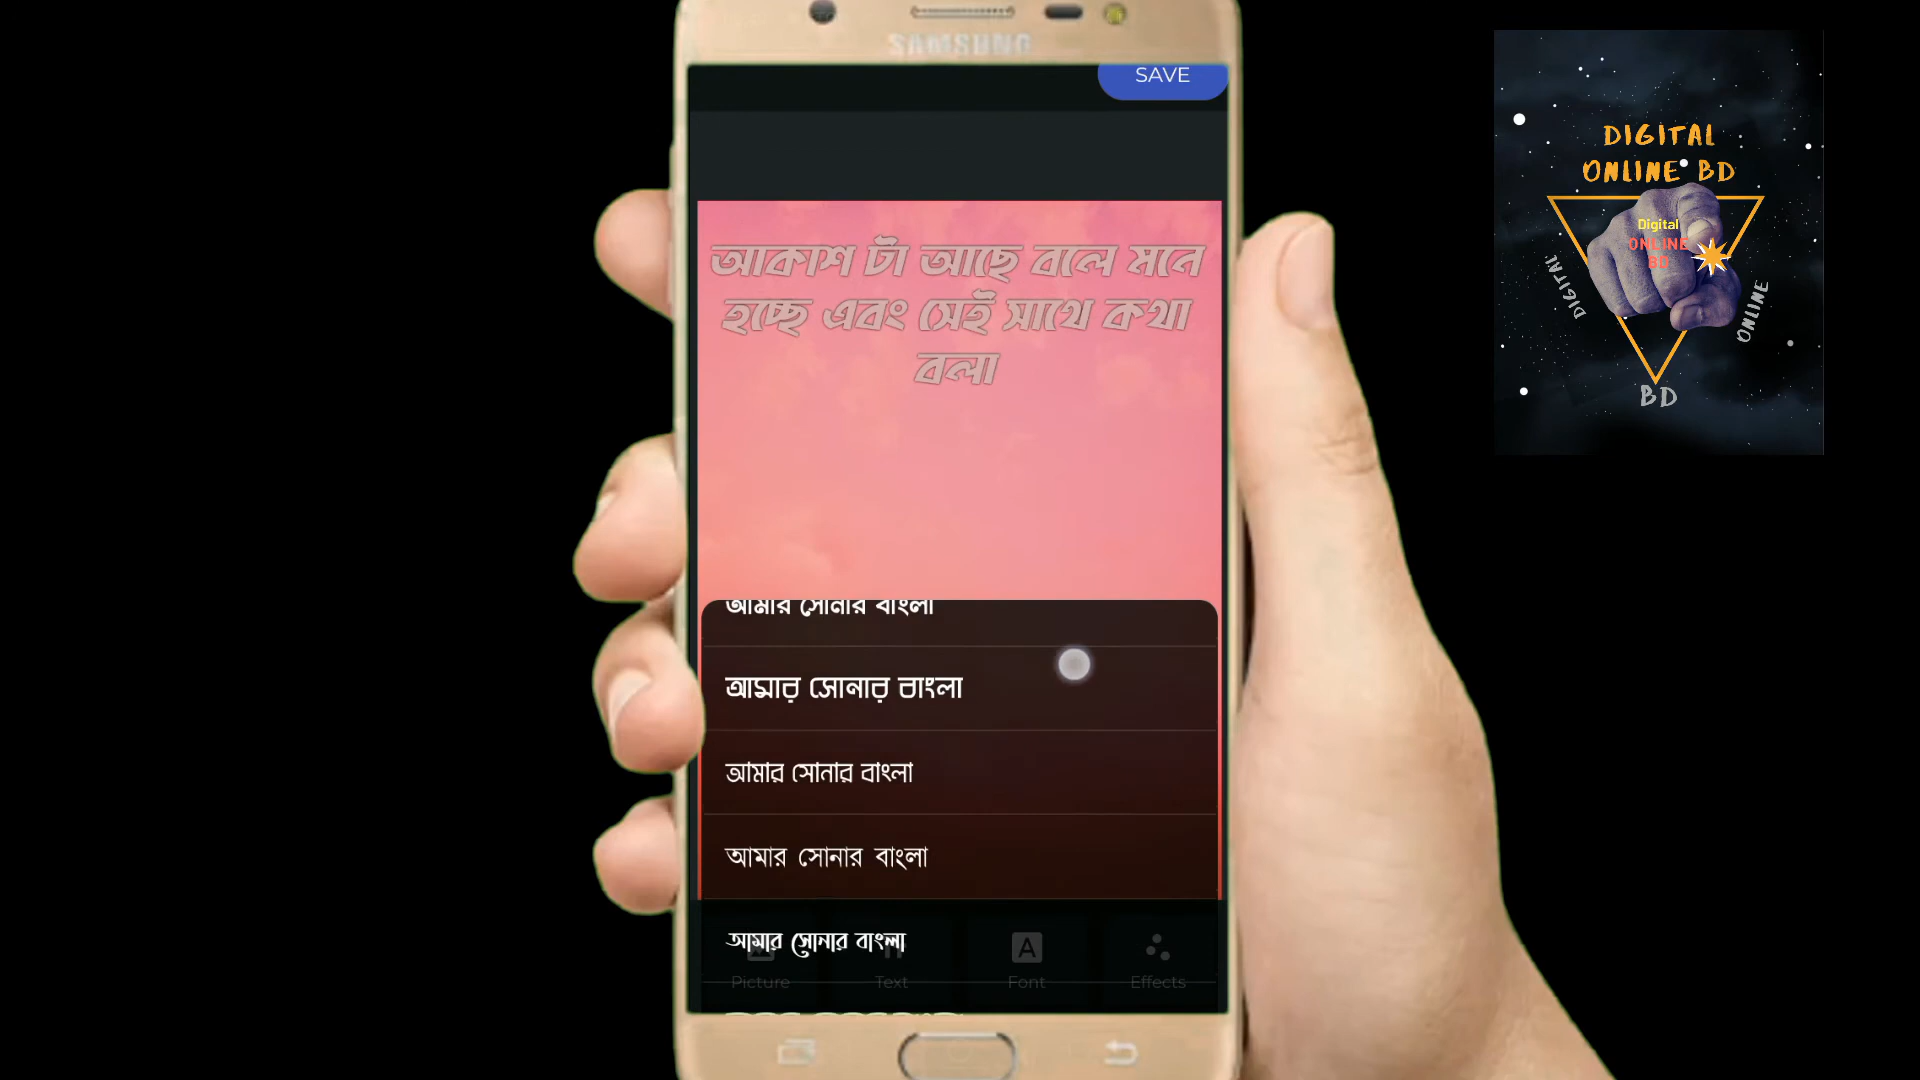 SAMSUNG
SAVE
আকাশ টা আছে বলে মনে
হচ্ছে এবং সেই সাথে কথা
বলা
আমার সোনার বাংলা
আমার সোনার বাংলা
আমার সোনার বাংলা
আমার সোনার বাংলা
আমার সোনার বাংলা
Picture
Text
A
Font
Effects
DIGITAL
ONLINE BD
Digital
ONLINE
BD
DIGITAL
ONLINE
BD